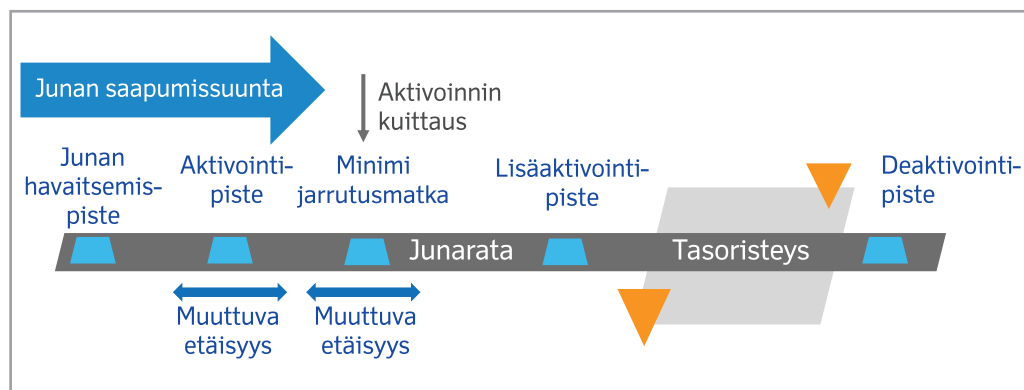 Junan saapumissuunta
Aktivoinnin
kuittaus
Junan
havaitsemis-
piste
Aktivointi-
piste
Minimi
jarrutusmatka
Lisäaktivointi-
piste
Deaktivointi-
piste
Junarata
Tasoristeys
Muuttuva
etäisyys
Muuttuva
etäisyys